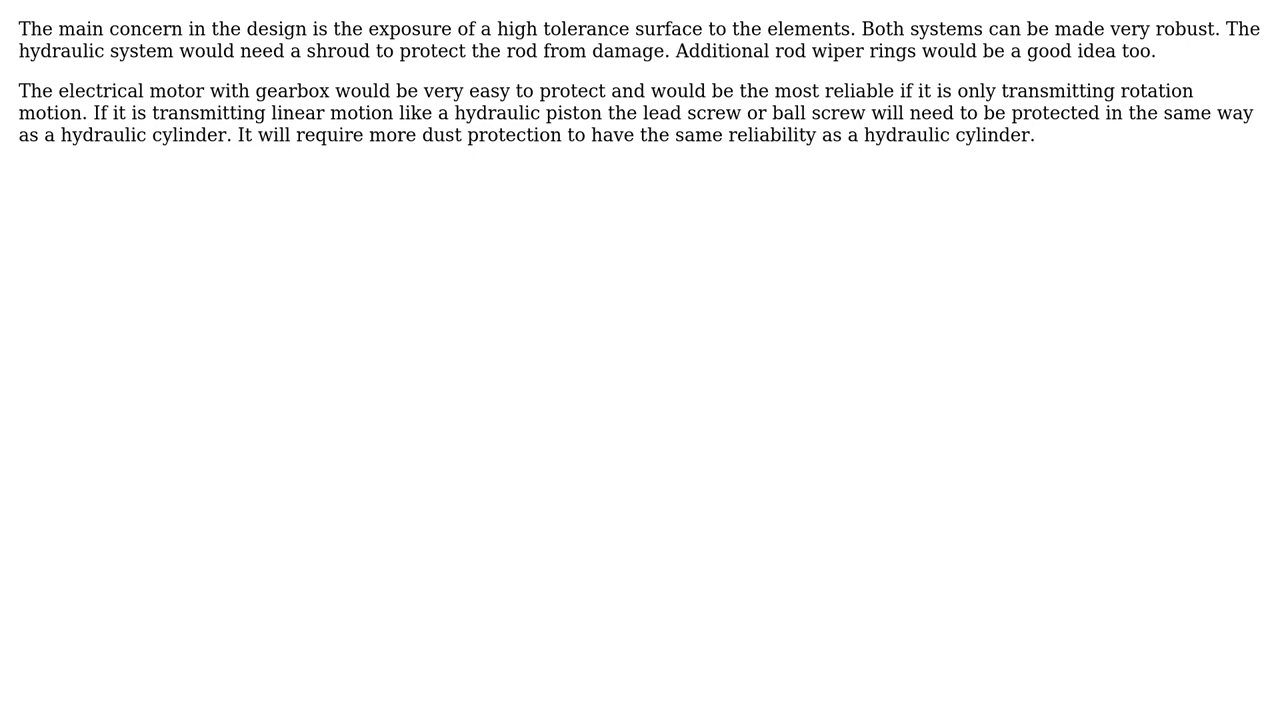 The main concern in the design is the exposure of a high tolerance surface to the elements. Both systems can be made very robust. The
hydraulic system would need a shroud to protect the rod from damage. Additional rod wiper rings would be a good idea too.
The electrical motor with gearbox would be very easy to protect and would be the most reliable if it is only transmitting rotation
motion. If it is transmitting linear motion like a hydraulic piston the lead screw or ball screw will need to be protected in the same way
as a hydraulic cylinder. It will require more dust protection to have the same reliability as a hydraulic cylinder.